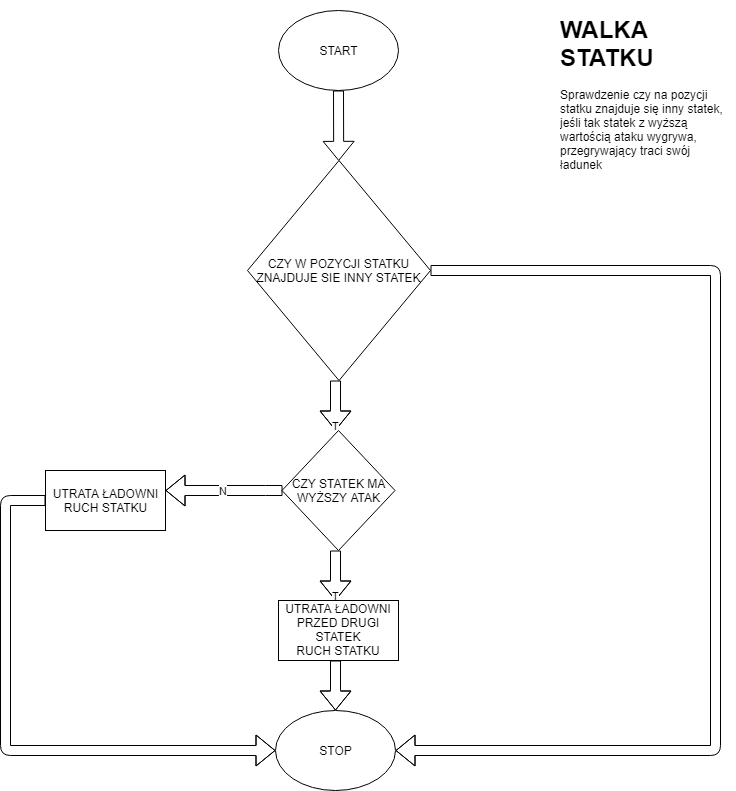 START
WALKA
STATKU
Sprawdzenie czy na pozycji
statku znajduje się inny statek,
jeśli tak statek z wyższą
wartością ataku wygrywa,
przegrywający traci swój
ładunek
CZY W POZYCJI STATKU
ZNAJDUJE SIE INNY STATEK
T
CZY STATEK MA
WYŻSZY ATAK
N
UTRATA ŁADOWNI
RUCH STATKU
T
UTRATA ŁADOWNI
PRZED DRUGI
STATEK
RUCH STATKU
STOP